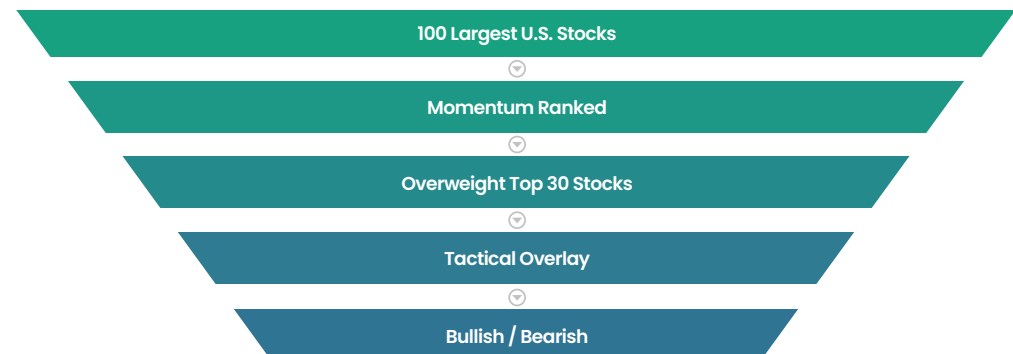 100 Largest U.S. Stocks
Momentum Ranked
Overweight Top 30 Stocks
Tactical Overlay
Bullish / Bearish